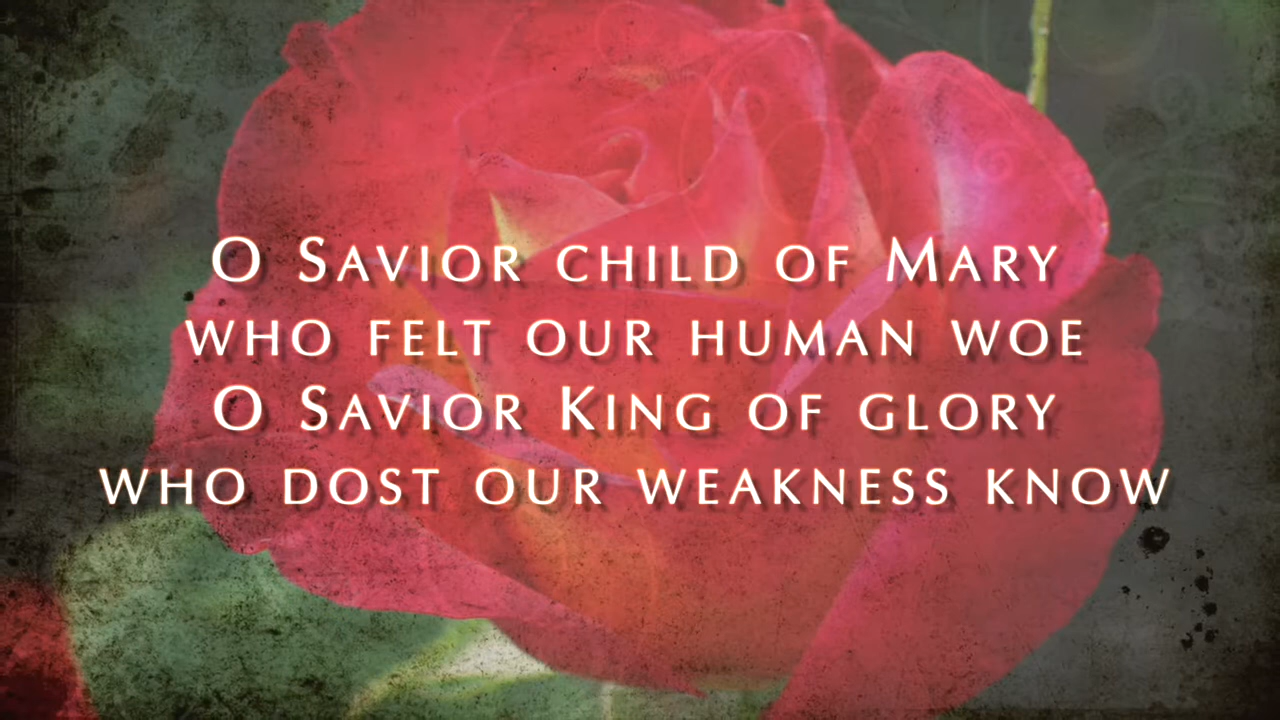 O Savior child of Mary
who felt our human woe
O Savior King of glory
who dost our weakness know